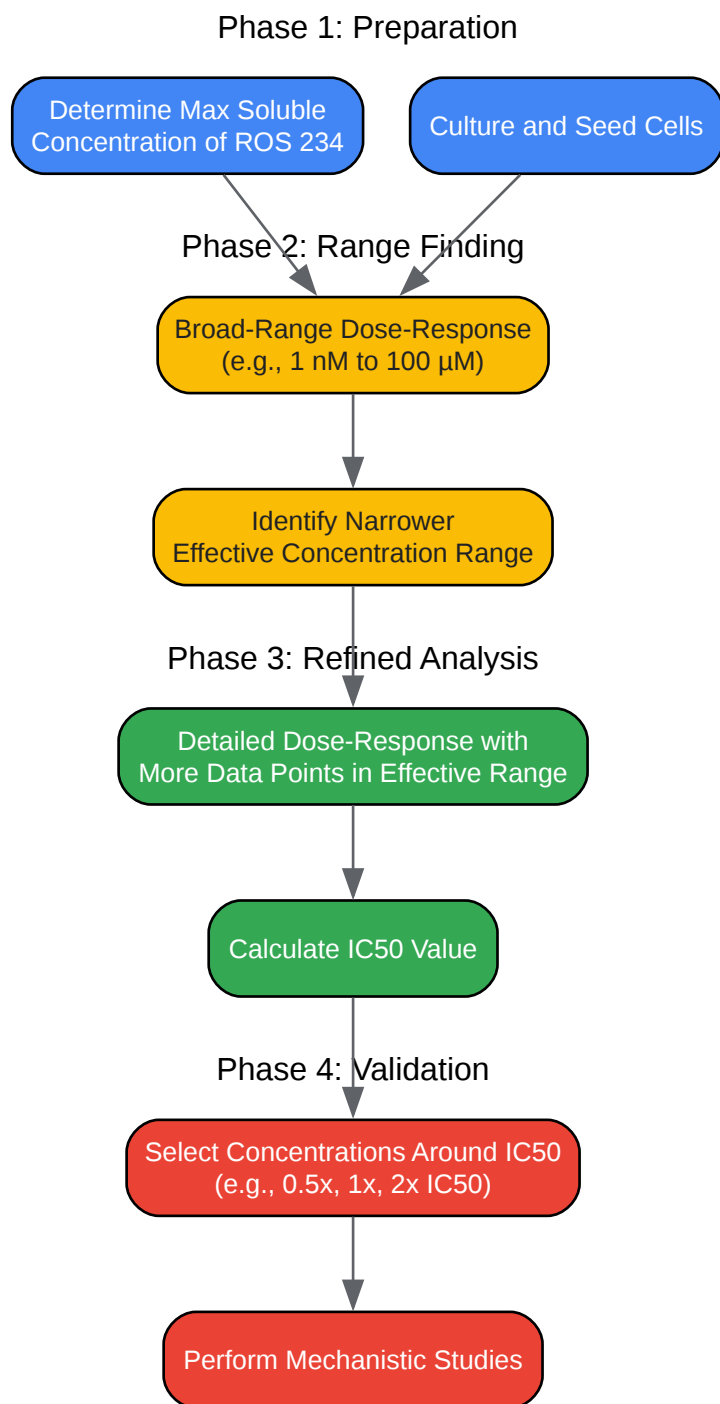 Phase 1: Preparation
Determine Max Soluble
Concentration of ROS 234
Culture and Seed Cells
Phase 2: Range Finding
Broad-Range Dose-Response
(e.g., 1 nM to 100 µM)
Identify Narrower
Effective Concentration Range
Phase 3: Refined Analysis
Detailed Dose-Response with
More Data Points in Effective Range
Calculate IC50 Value
Phase 4: Validation
Select Concentrations Around IC50
(e.g., 0.5x, 1x, 2x IC50)
Perform Mechanistic Studies